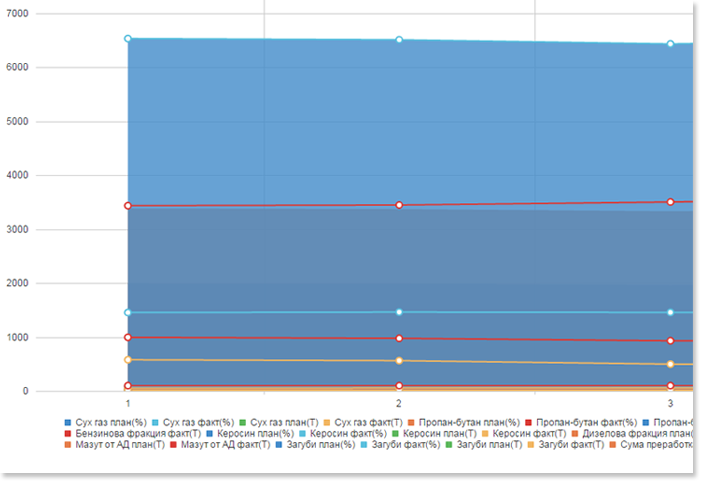 7000
6000
5000
4000
3000
2000
1000
0
1 2 3
Сух газ план(%) Сух газ факт(%) Сух газ план(Т) Сух газ факт(Т) Пропан-бутан план(%) Пропан-бутан факт(%)
Бензинова фракция факт(Т) Керосин план(%) Керосин факт(%) Керосин план(Т) Керосин факт(Т) Дизелова фракция план(
Мазут от АД план(Т) Мазут от АД факт(Т) Загуби план(%) Загуби факт(%) Загуби план(Т) Загуби факт(Т) Сума